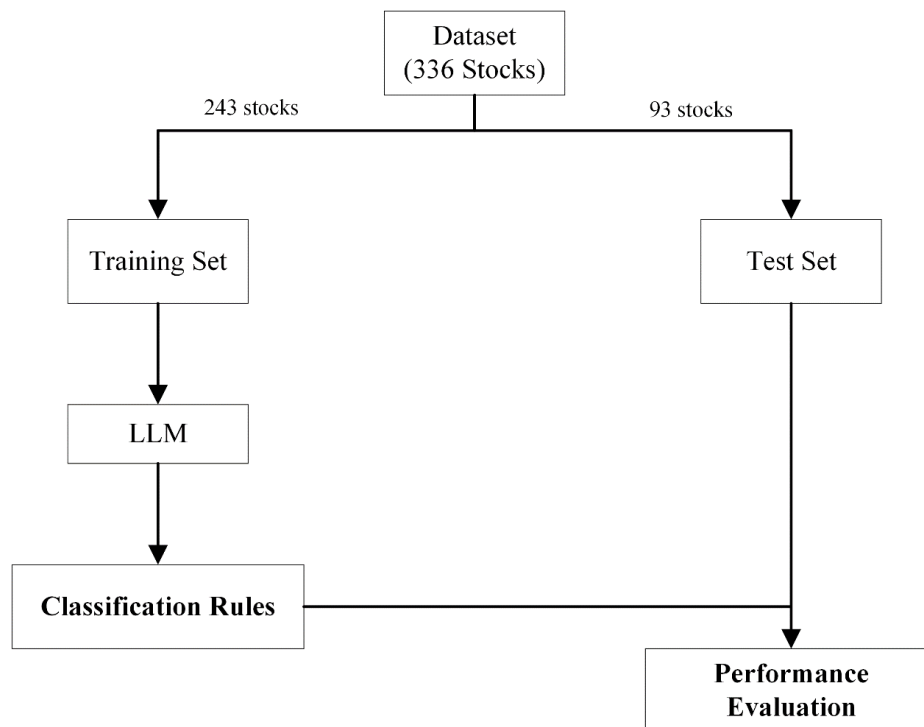 Dataset
(336 Stocks)
243 stocks
93 stocks
Training Set
Test Set
LLM
Classification Rules
Performance
Evaluation